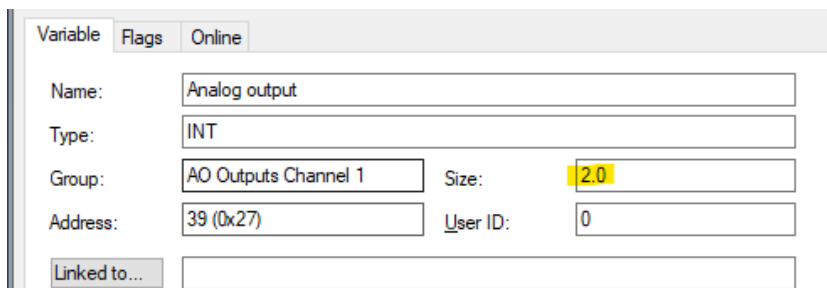 Variable Flags Online
Name: Analog output
Type: INT
Group: AO Outputs Channel 1 Size: 2.0
Address: 39 (0x27) User ID: 0
Linked to...